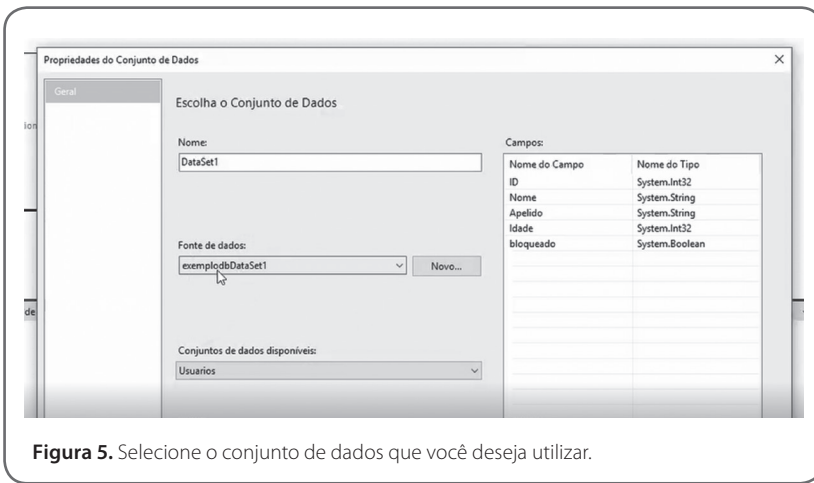 Propriedades do Conjunto de Dados
Geral
Escolha o Conjunto de Dados
Nome:
DataSet1
Fonte de dados:
exemplodbDataSet1
Novo...
Conjuntos de dados disponíveis:
Usuarios
Campos:
Nome do Campo Nome do Tipo
ID System.Int32
Nome System.String
Apelido System.String
Idade System.Int32
bloqueado System.Boolean
ion
de
Figura 5. Selecione o conjunto de dados que você deseja utilizar.